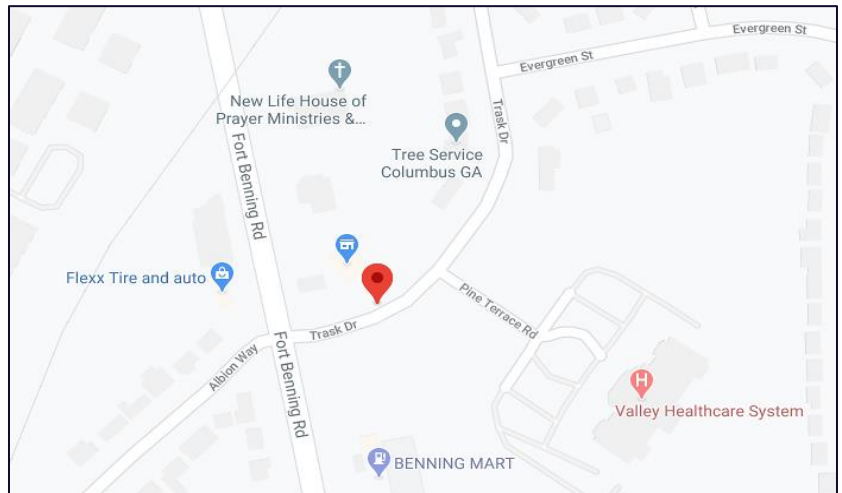 Evergreen St
Evergreen St
New Life House of
Prayer Ministries &...
Trask Dr
Tree Service
Columbus GA
Fort Benning Rd
Flexx Tire and auto
Pine Terrace Rd
Trask Dr
Albion Way
Fort Benning Rd
H
Valley Healthcare System
BENNING MART